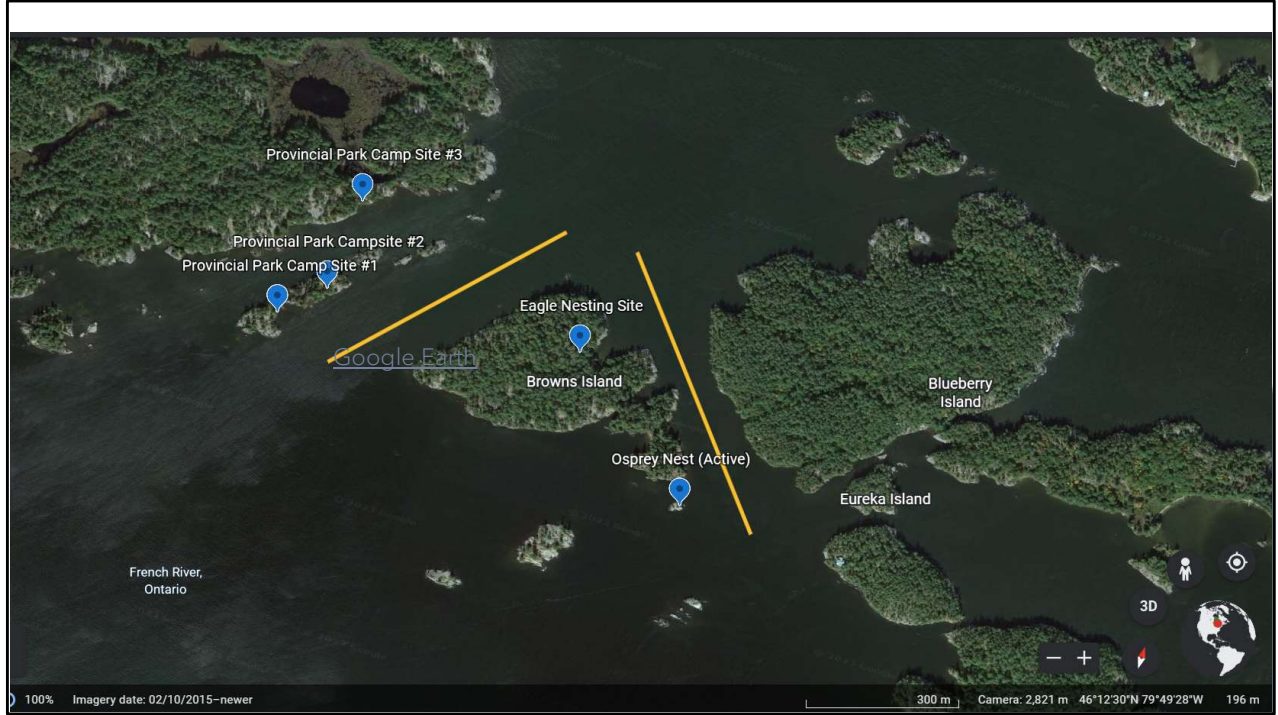 Provincial Park Camp Site #3
Provincial Park Campsite #2
Provincial Park Camp Site #1
Eagle Nesting Site
Google Earth
Browns Island
Blueberry
Island
Osprey Nest (Active)
Eureka Island
French River,
Ontario
3D
100%
Imagery date: 02/10/2015–newer
300 m
Camera: 2,821 m
46°12'30"N 79°49'28"W
196 m